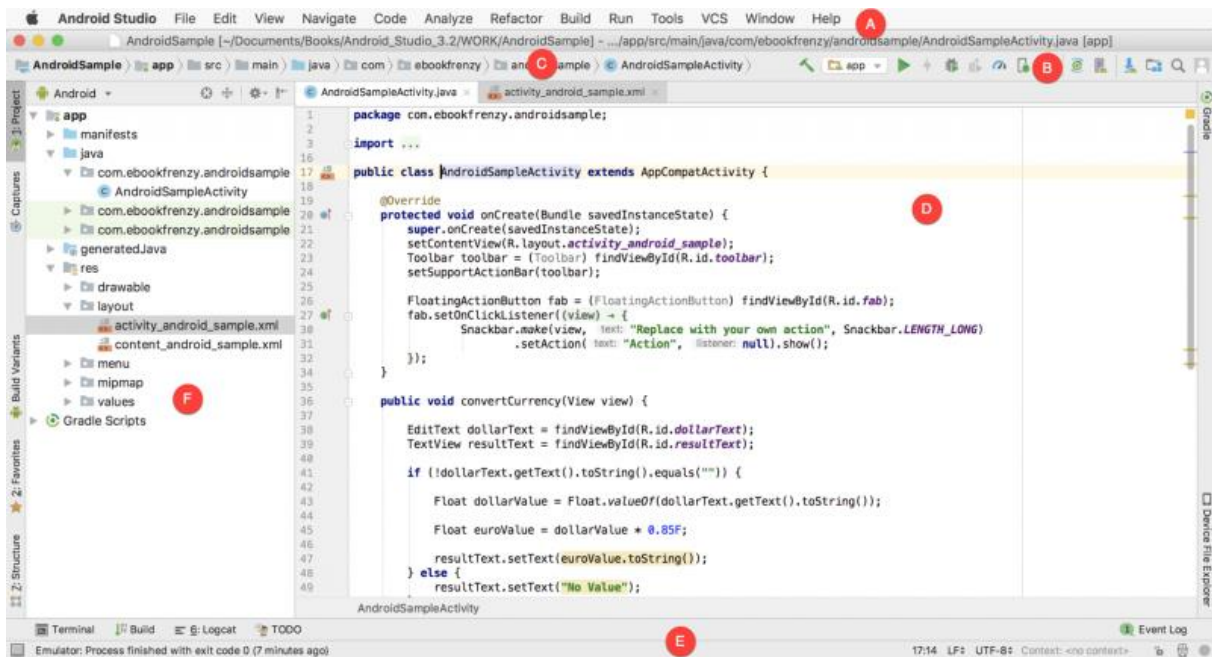 Android Studio File Edit View Navigate Code Analyze Refactor Build Run Tools VCS Window Help
A
AndroidSample [~/Documents/Books/Android_Studio_3.2/WORK/AndroidSample] - .../app/src/main/java/com/ebookfrenzy/androidsample/AndroidSampleActivity.java [app]
AndroidSample app src main java com ebookfrenzy C AndroidSampleActivity app B
1: Project
Captures
Build Variants
2: Favorites
Z: Structure
Android
app
manifests
java
com.ebookfrenzy.androidsample
AndroidSampleActivity
com.ebookfrenzy.androidsample
com.ebookfrenzy.androidsample
generatedJava
res
drawable
layout
activity_android_sample.xml
content_android_sample.xml
menu
mipmap
values
F
Gradle Scripts
AndroidSampleActivity.java activity_android_sample.xml
1 package com.ebookfrenzy.androidsample;
2
3 import ...
16
17 public class AndroidSampleActivity extends AppCompatActivity {
18
19 @Override
20 protected void onCreate(Bundle savedInstanceState) {
21 super.onCreate(savedInstanceState);
22 setContentView(R.layout.activity_android_sample);
23 Toolbar toolbar = (Toolbar) findViewById(R.id.toolbar);
24 setSupportActionBar(toolbar);
25
26 FloatingActionButton fab = (FloatingActionButton) findViewById(R.id.fab);
27 fab.setOnClickListener((view) → {
30 Snackbar.make(view, text: "Replace with your own action", Snackbar.LENGTH_LONG)
31 .setAction( text: "Action", listener: null).show();
32 });
34 }
35
36 public void convertCurrency(View view) {
37
38 EditText dollarText = findViewById(R.id.dollarText);
39 TextView resultText = findViewById(R.id.resultText);
40
41 if (!dollarText.getText().toString().equals("")) {
42
43 Float dollarValue = Float.valueOf(dollarText.getText().toString());
44
45 Float euroValue = dollarValue * 0.85F;
46
47 resultText.setText(euroValue.toString());
48 } else {
49 resultText.setText("No Value");
D
AndroidSampleActivity
Gradle
Device File Explorer
Terminal Build 6: Logcat TODO E Event Log
Emulator: Process finished with exit code 0 (7 minutes ago) 17:14 LF UTF-8 Context: <no context>